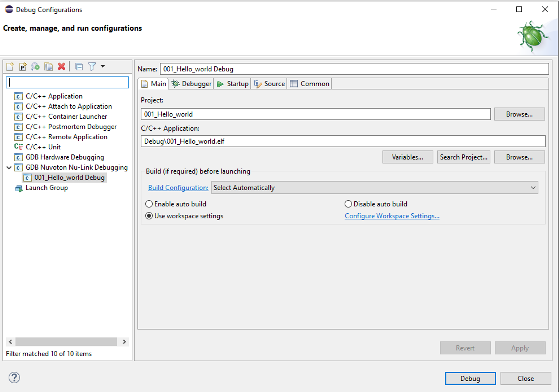 Debug Configurations
Create, manage, and run configurations
C/C++ Application
C/C++ Attach to Application
C/C++ Container Launcher
C/C++ Postmortem Debugger
C/C++ Remote Application
C/C++ Unit
GDB Hardware Debugging
GDB Nuvoton Nu-Link Debugging
001_Hello_world Debug
Launch Group
Filter matched 10 of 10 items
Name: 001_Hello_world Debug
Main Debugger Startup Source Common
Project:
001_Hello_world Browse...
C/C++ Application:
Debug\001_Hello_world.elf
Variables... Search Project... Browse...
Build (if required) before launching
Build Configuration: Select Automatically
Enable auto build Disable auto build
Use workspace settings Configure Workspace Settings...
Revert Apply
Debug Close